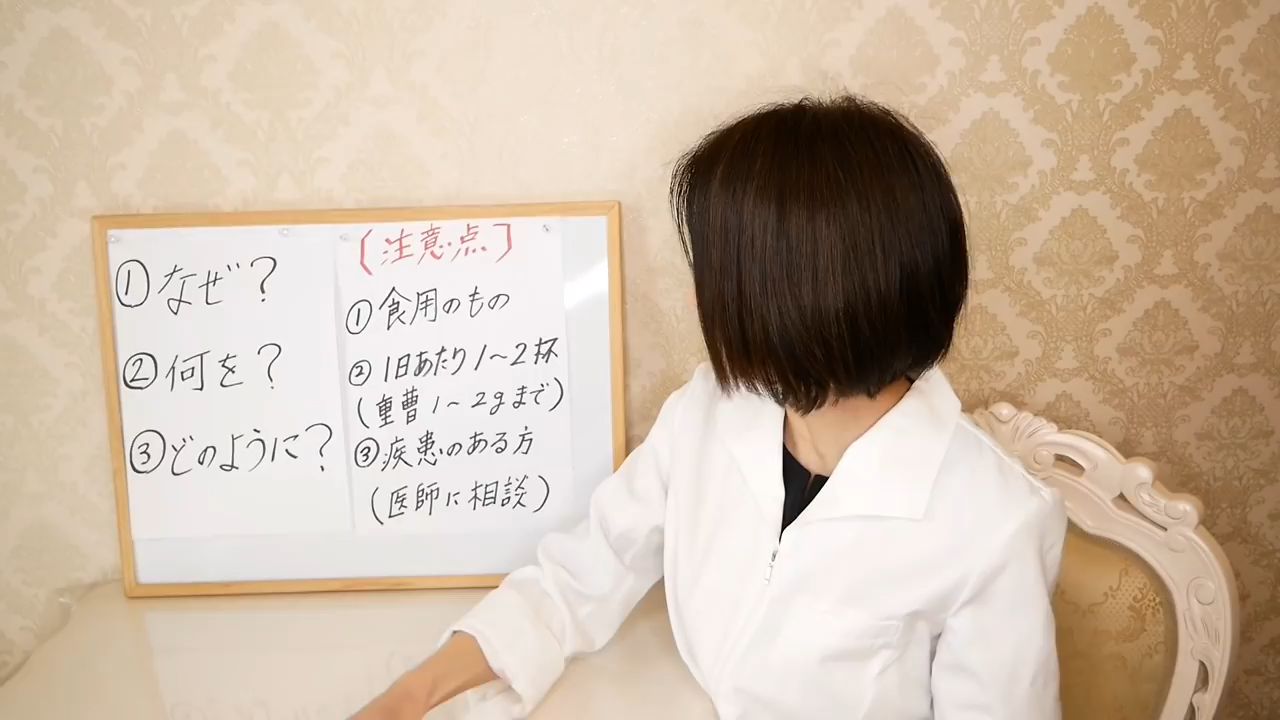 ①なぜ?
②何を?
③どのように?
[注意点]
①食用のもの
②1日あたり1~2杯
(重曹1~2gまで)
③疾患のある方
(医師に相談)